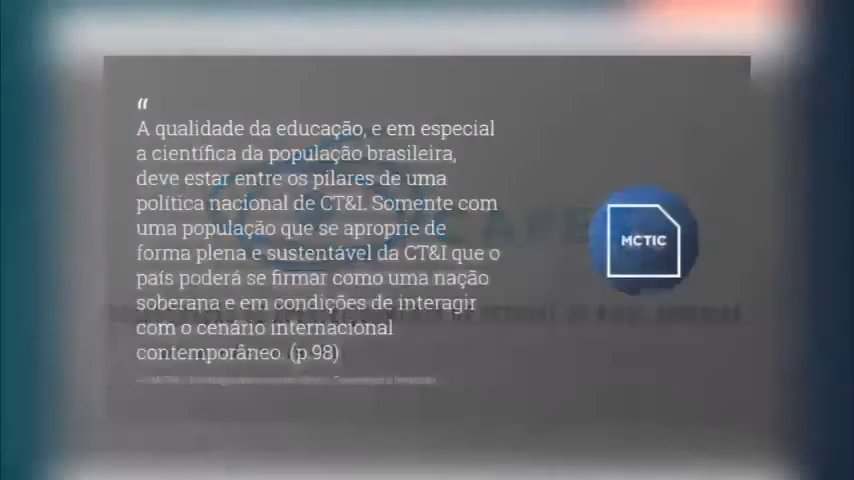 “
A qualidade da educação, e em especial
a científica da população brasileira,
deve estar entre os pilares de uma
política nacional de CT&I. Somente com
uma população que se aproprie de
forma plena e sustentável da CT&I que o
país poderá se firmar como uma nação
soberana e em condições de interagir
com o cenário internacional
contemporâneo. (p.98)
MCTIC